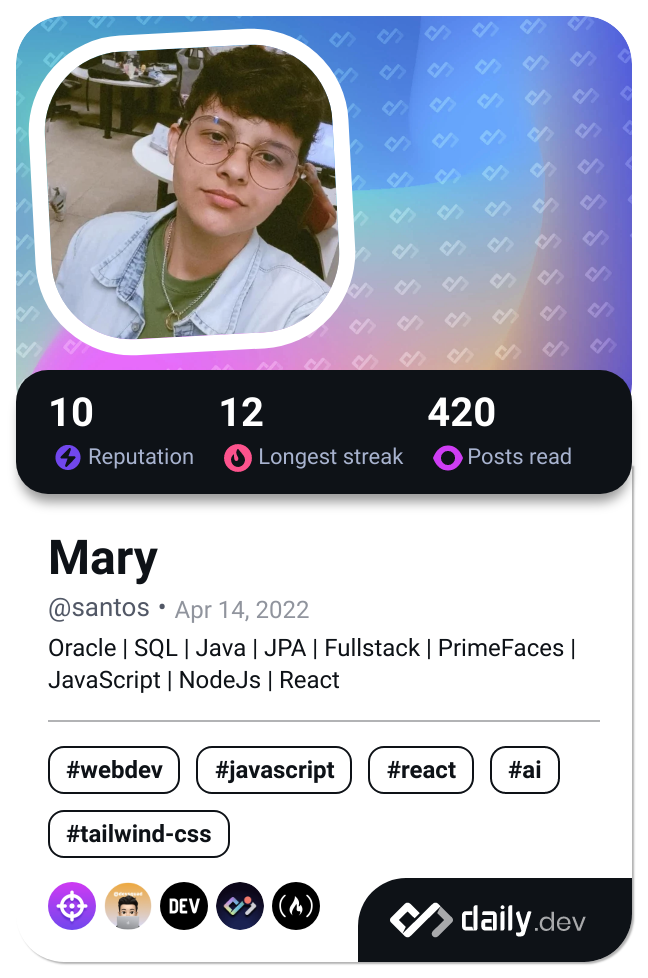 10
12
420
Reputation
Longest streak
Posts read
Mary
@santos • Apr 14, 2022
Oracle | SQL | Java | JPA | Fullstack | PrimeFaces |
JavaScript | NodeJs | React
#webdev
#javascript
#react
#ai
#tailwind-css
DEV
daily.dev